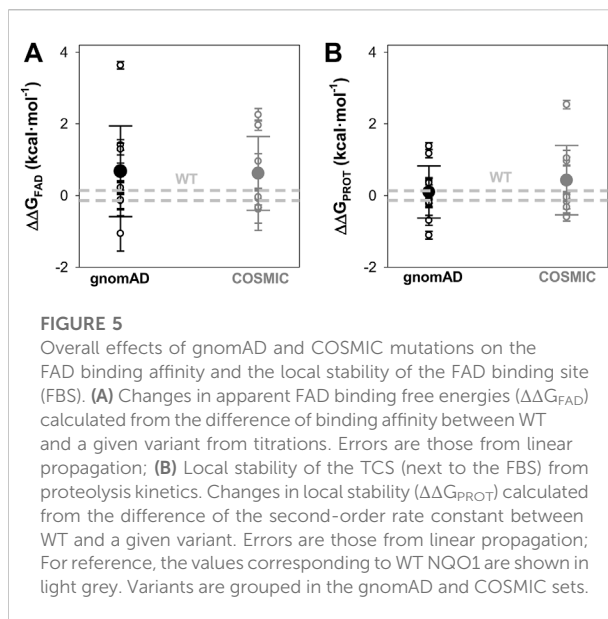 A
B
4
2
0
-2
ΔΔG_FAD (kcal·mol⁻¹)
WT
gnomAD
COSMIC
4
2
0
-2
ΔΔG_PROT (kcal·mol⁻¹)
WT
gnomAD
COSMIC
FIGURE 5
Overall effects of gnomAD and COSMIC mutations on the
FAD binding affinity and the local stability of the FAD binding site
(FBS). (A) Changes in apparent FAD binding free energies (ΔΔG_FAD)
calculated from the difference of binding affinity between WT
and a given variant from titrations. Errors are those from linear
propagation; (B) Local stability of the TCS (next to the FBS) from
proteolysis kinetics. Changes in local stability (ΔΔG_PROT) calculated
from the difference of the second-order rate constant between
WT and a given variant. Errors are those from linear propagation;
For reference, the values corresponding to WT NQO1 are shown in
light grey. Variants are grouped in the gnomAD and COSMIC sets.